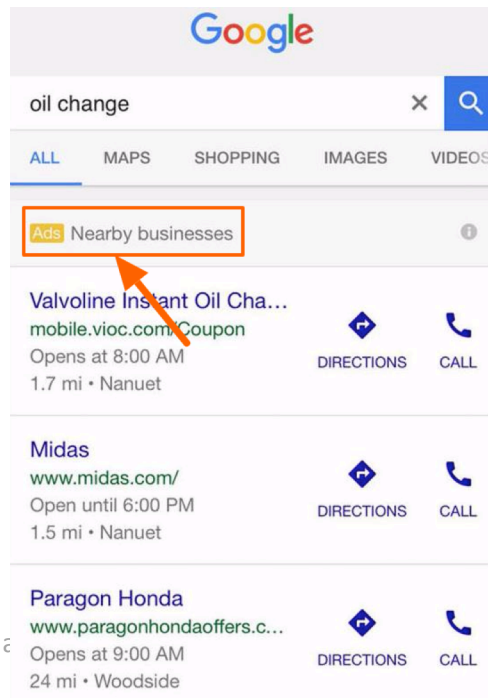 Google
oil change
ALL MAPS SHOPPING IMAGES VIDEOS
Ads Nearby businesses
Valvoline Instant Oil Cha...
mobile.vioc.com/Coupon
Opens at 8:00 AM
1.7 mi • Nanuet
DIRECTIONS CALL
Midas
www.midas.com/
Open until 6:00 PM
1.5 mi • Nanuet
DIRECTIONS CALL
Paragon Honda
www.paragonhondaoffers.c...
Opens at 9:00 AM
24 mi • Woodside
DIRECTIONS CALL